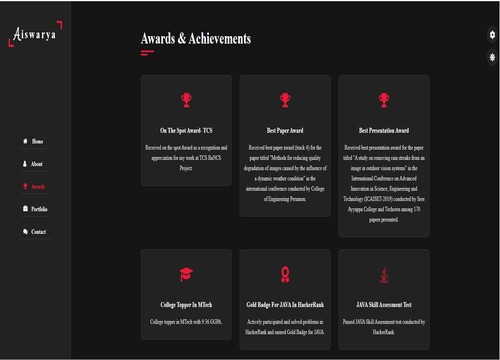 Aiswarya
Home
About
Awards
Portfolio
Contact
Awards & Achievements
On The Spot Award- TCS
Received on the spot Award as a recognition and
appreciation for my work at TCS BaNCS
Project.
Best Paper Award
Received best paper award (track 4) for the
paper titled "Methods for reducing quality
degradation of images caused by the influence of
a dynamic weather condition" in the
international conference conducted by College
of Engineering Perumon.
Best Presentation Award
Received best presentation award for the paper
titled "A study on removing rain streaks from an
image in outdoor vision systems" in the
International Conference on Advanced
Innovation in Science, Engineering and
Technology (ICAISET-2019) conducted by Sree
Ayyappa College and Techawn among 170
papers presented.
College Topper In MTech
College topper in MTech with 9.36 CGPA.
Gold Badge For JAVA In HackerRank
Actively participated and solved problems in
HackerRank and earned Gold Badge for JAVA.
JAVA Skill Assessment Test
Passed JAVA Skill Assessment test conducted by
HackerRank.